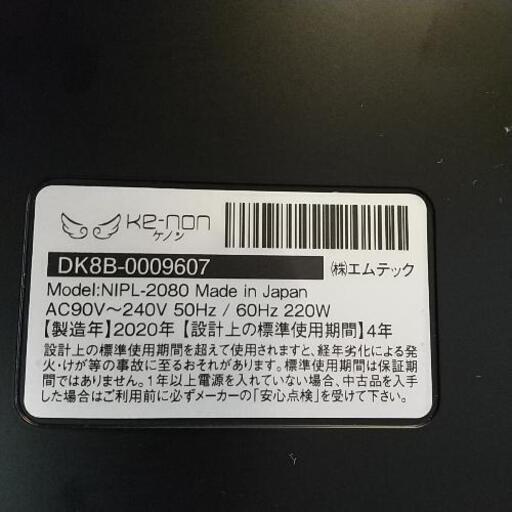 Ke-non
ケノン
DK8B-0009607
㈱エムテック
Model:NIPL-2080 Made in Japan
AC90V～240V 50Hz / 60Hz 220W
【製造年】2020年【設計上の標準使用期間】4年
設計上の標準使用期間を超えて使用されますと、経年劣化による発
火・けが等の事故に至るおそれがあります。標準使用期間は保証期
間ではありません。1年以上電源を入れていない場合、中古品を入手
した場合はご利用前に必ずメーカーの「安心点検」を受けて下さい。